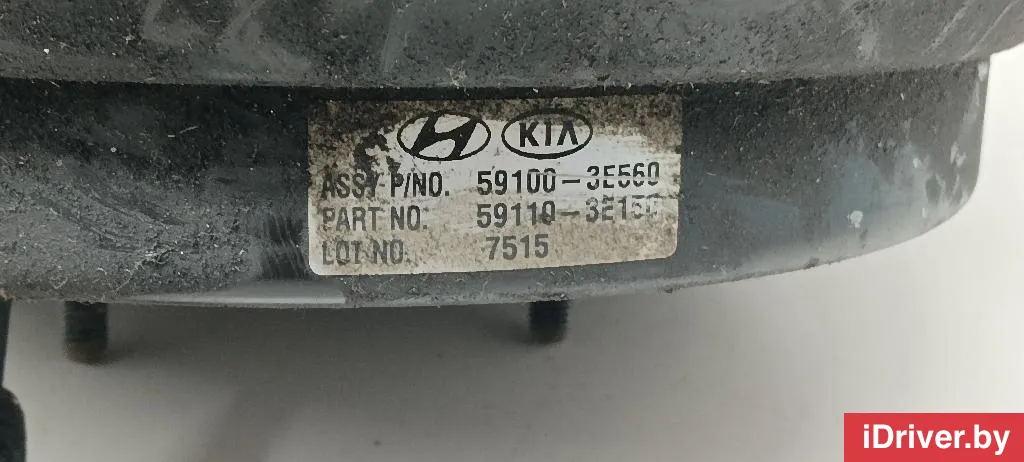 KIA
ASSY P/NO. 59100-3E560
PART NO: 59110-3E150
LOT NO. 7515
iDriver.by